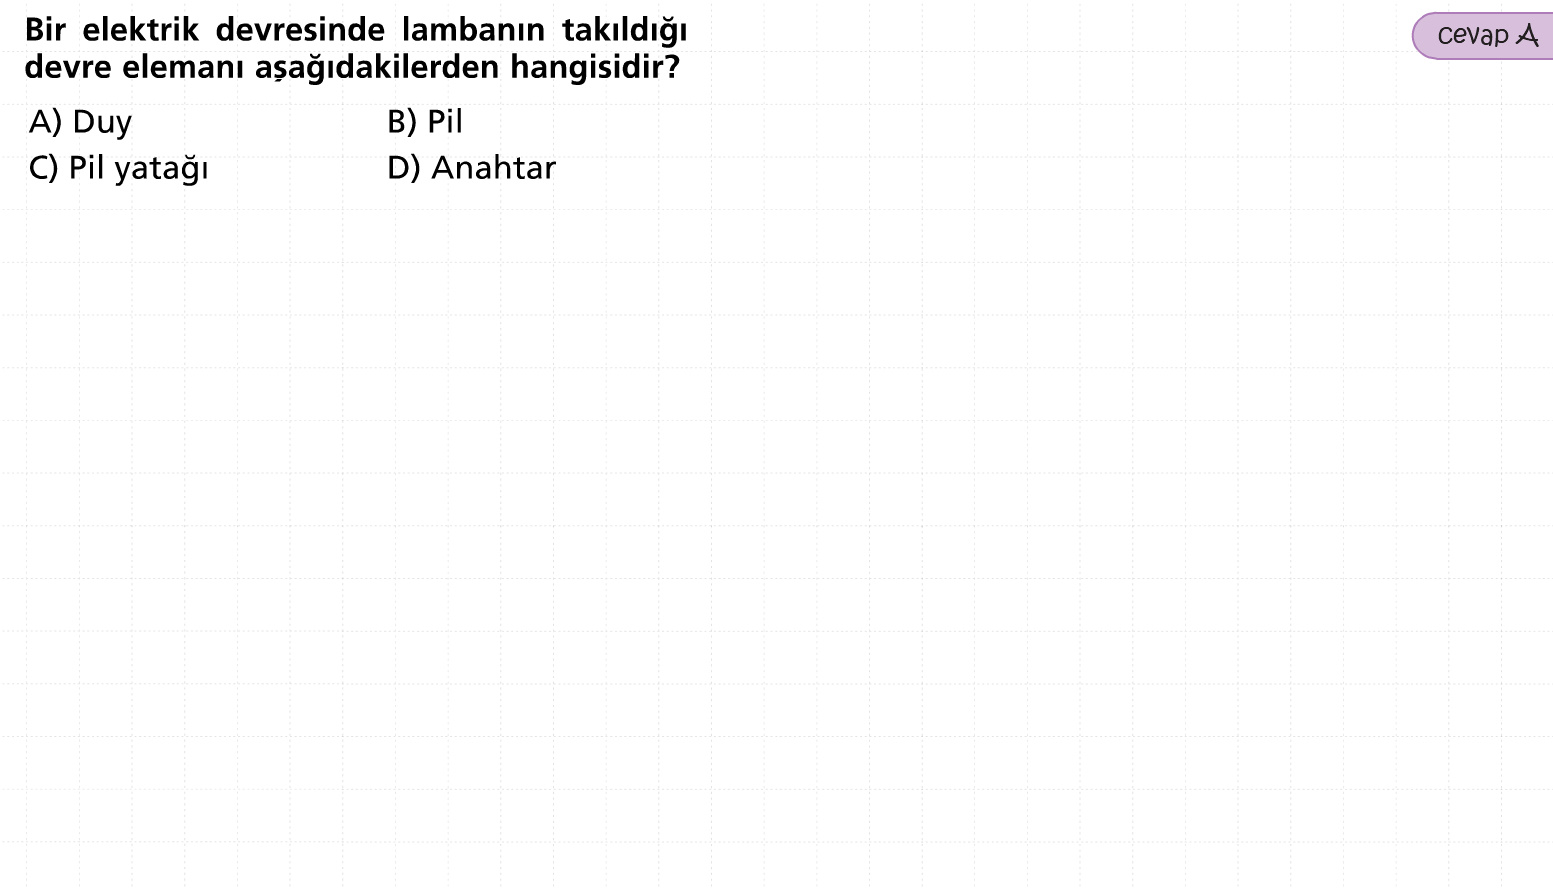 Bir elektrik devresinde lambanın takıldığı
devre elemanı aşağıdakilerden hangisidir?
A) Duy
B) Pil
C) Pil yatağı
D) Anahtar
Cevap A